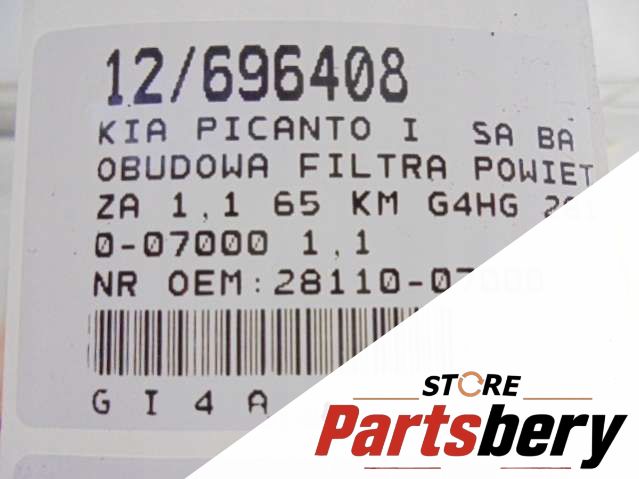 12/696408
KIA PICANTO I SA BA
OBUDOWA FILTRA POWIET
ZA 1,1 65 KM G4HG
0-07000 1,1
NR OEM:28110-07000
G I 4 A
STORE
Partsbery